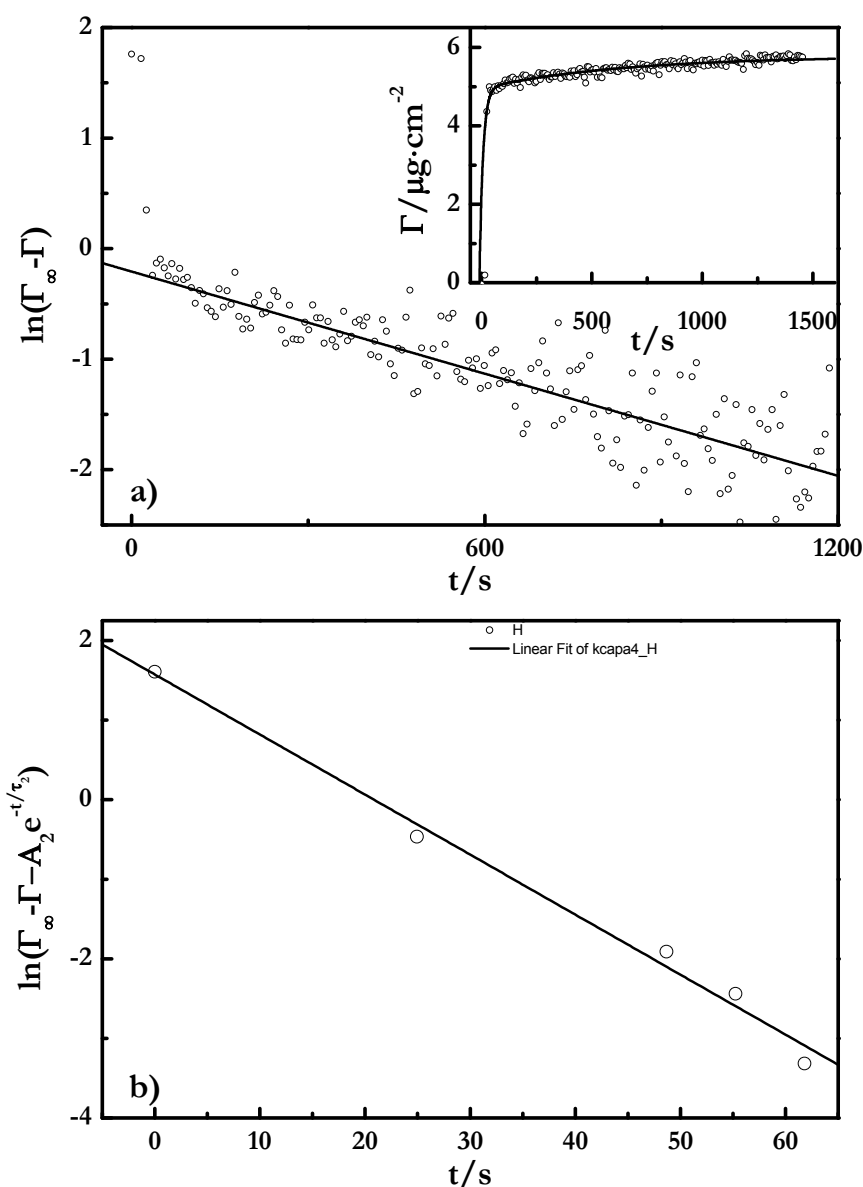 2
1
0
-1
-2
ln(Γ∞-Γ)
a)
0
600
1200
t/s
6
4
2
0
Γ/μg·cm-2
0
500
1000
1500
t/s
2
0
-2
-4
ln(Γ∞-Γ–A2e-t/τ2)
H
Linear Fit of kcapa4_H
b)
0
10
20
30
40
50
60
t/s